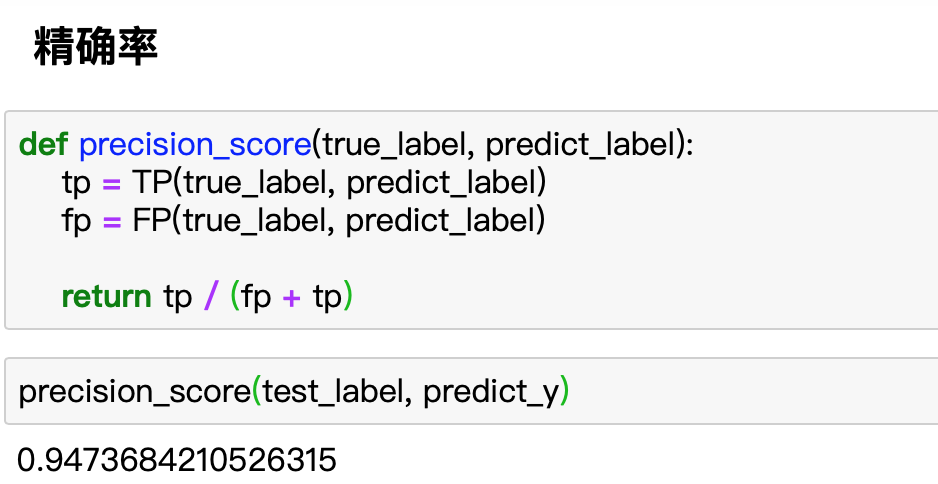 精确率
def precision_score(true_label, predict_label):
tp = TP(true_label, predict_label)
fp = FP(true_label, predict_label)
return tp / (fp + tp)
precision_score(test_label, predict_y)
0.9473684210526315